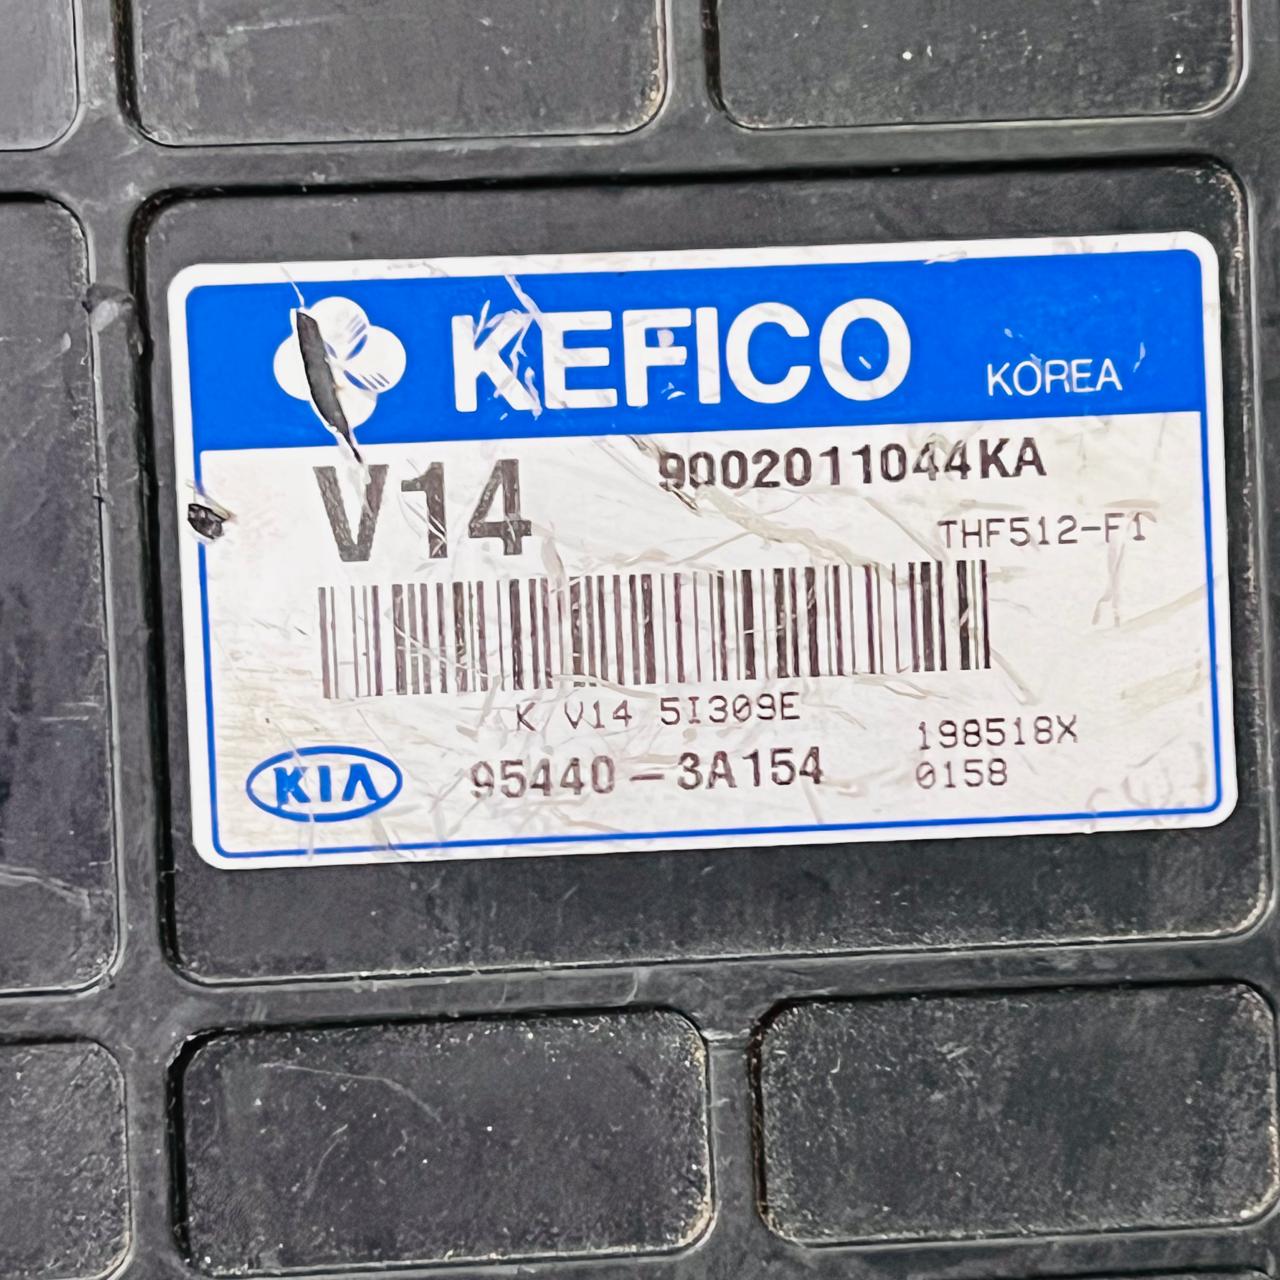 KEFICO KOREA
V14 9002011044KA
THF512-F1
K V14 5I309E
198518X
KIA 95440-3A154 0158